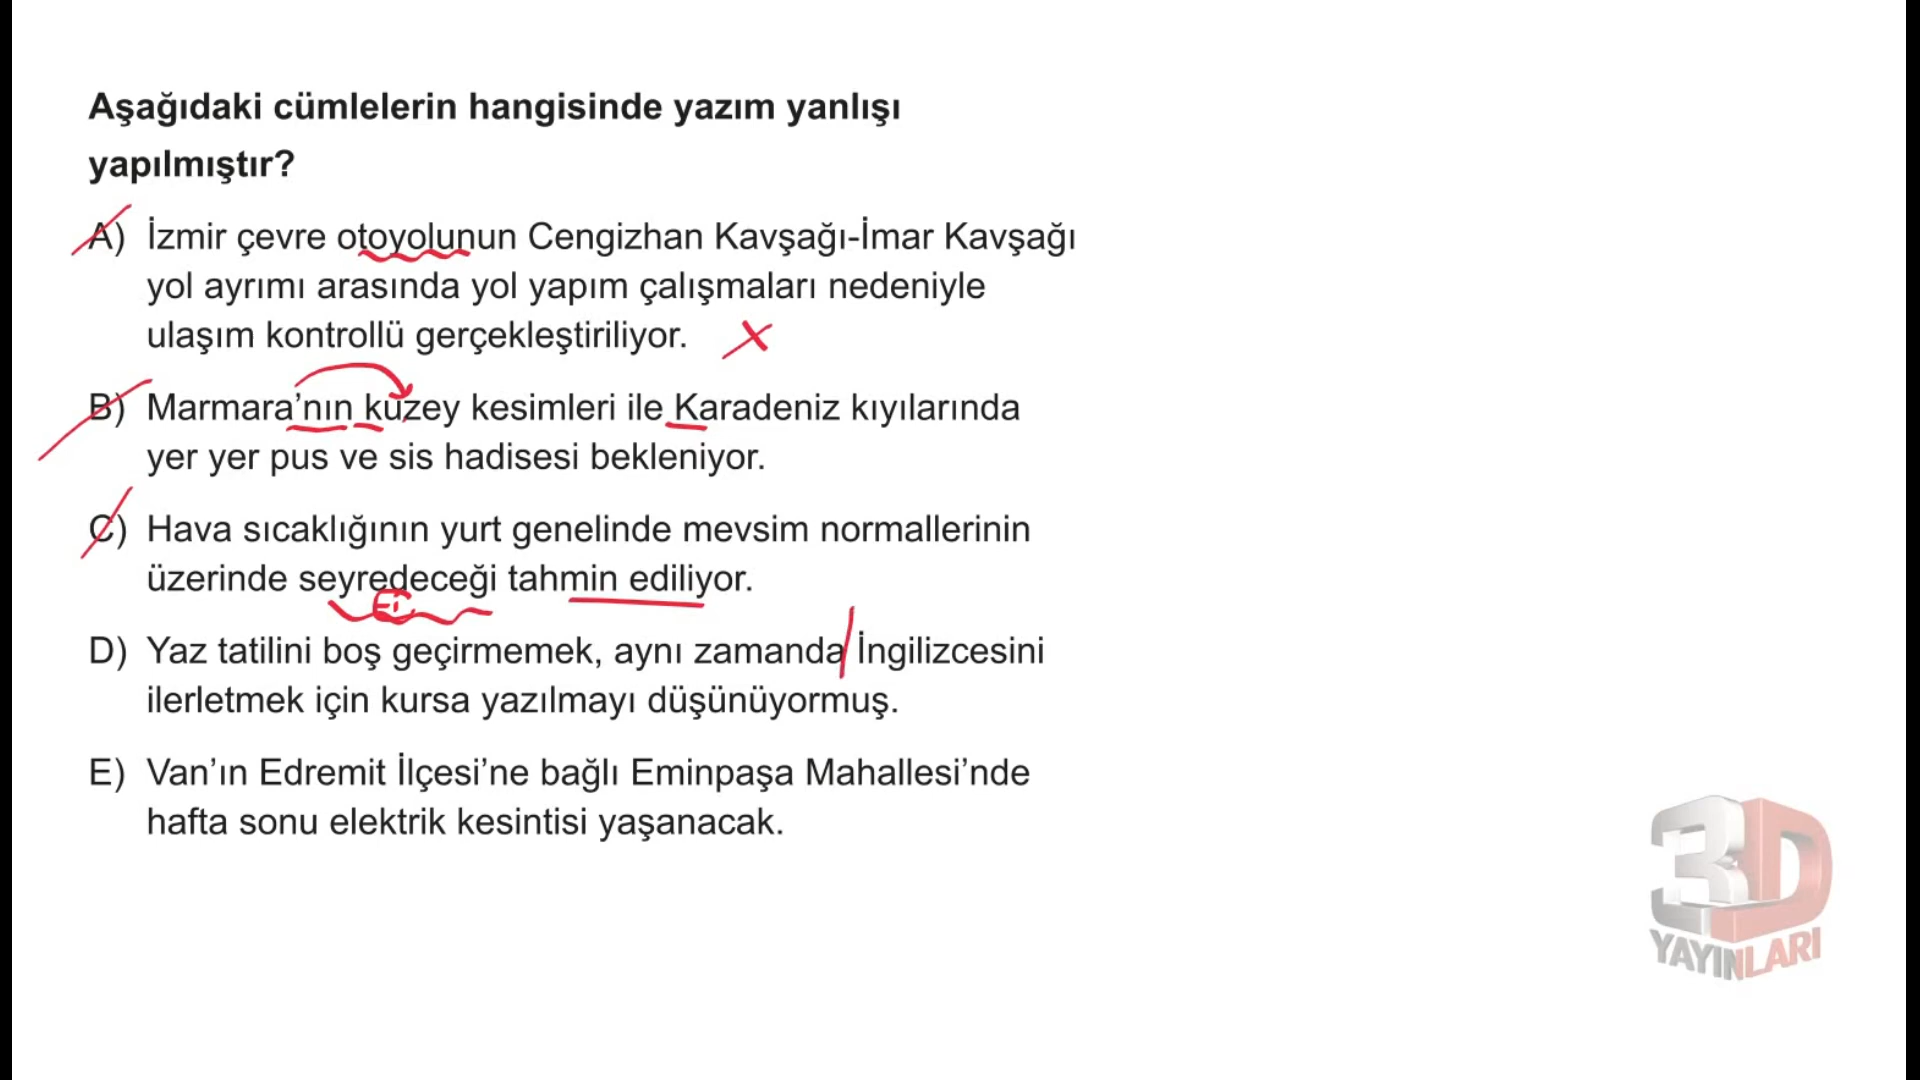 Aşağıdaki cümlelerin hangisinde yazım yanlışı
yapılmıştır?
A) İzmir çevre otoyolunun Cengizhan Kavşağı-İmar Kavşağı
yol ayrımı arasında yol yapım çalışmaları nedeniyle
ulaşım kontrollü gerçekleştiriliyor.
B) Marmara’nın kuzey kesimleri ile Karadeniz kıyılarında
yer yer pus ve sis hadisesi bekleniyor.
C) Hava sıcaklığının yurt genelinde mevsim normallerinin
üzerinde seyredeceği tahmin ediliyor.
D) Yaz tatilini boş geçirmemek, aynı zamanda İngilizcesini
ilerletmek için kursa yazılmayı düşünüyormuş.
E) Van’ın Edremit İlçesi’ne bağlı Eminpaşa Mahallesi’nde
hafta sonu elektrik kesintisi yaşanacak.
3D
YAYINLARI